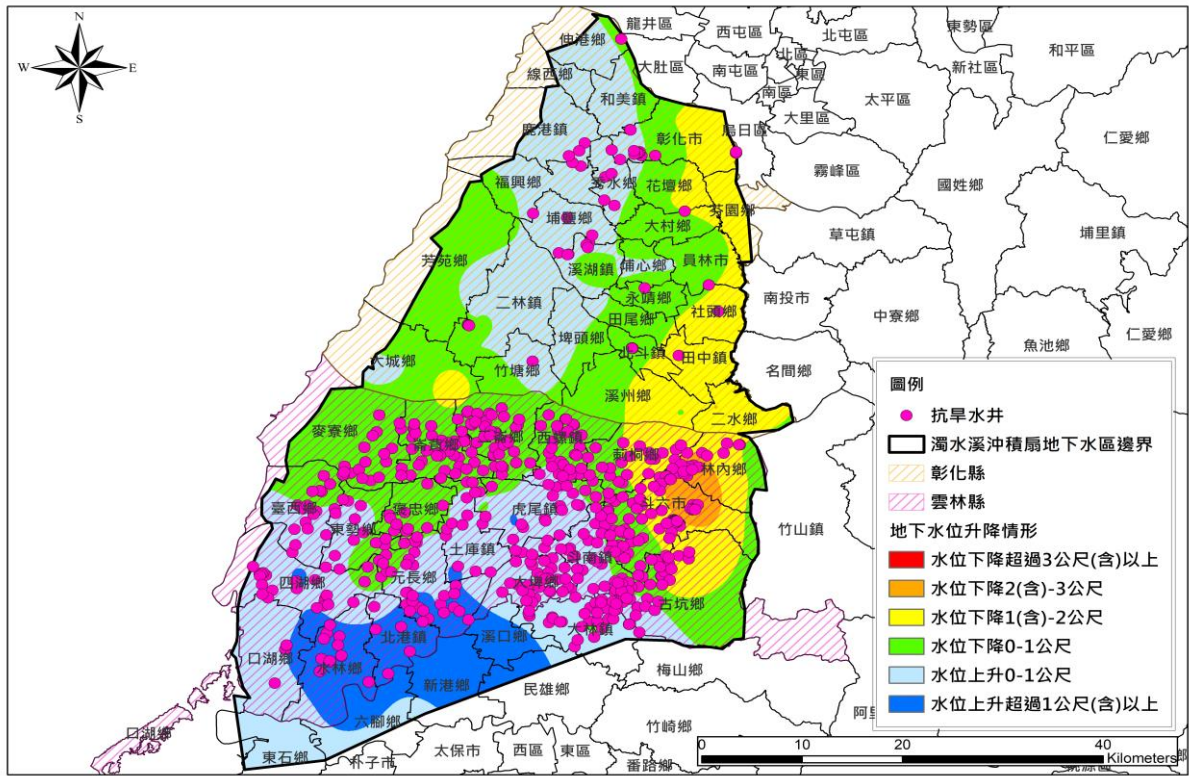 N
W
E
S
伸港鄉
龍井區
西屯區
北屯區
東勢區
和平區
線西鄉
大肚區
南屯區
北區
東區
新社區
和美鎮
南區
太平區
大里區
鹿港鎮
彰化市
烏日區
仁愛鄉
霧峰區
國姓鄉
福興鄉
秀水鄉
花壇鄉
芬園鄉
埔鹽鄉
大村鄉
草屯鎮
埔里鎮
芳苑鄉
溪湖鎮
埔心鄉
員林市
二林鎮
永靖鄉
社頭鄉
南投市
中寮鄉
田尾鄉
埤頭鄉
仁愛鄉
魚池鄉
大城鄉
竹塘鄉
北斗鎮
田中鎮
名間鄉
溪州鄉
二水鄉
麥寮鄉
崙背鄉
二崙鄉
西螺鎮
莿桐鄉
林內鄉
臺西鄉
東勢鄉
褒忠鄉
虎尾鎮
斗六市
竹山鎮
土庫鎮
斗南鎮
四湖鄉
元長鄉
大埤鄉
古坑鄉
北港鎮
溪口鄉
大林鎮
口湖鄉
水林鄉
新港鄉
民雄鄉
梅山鄉
六腳鄉
竹崎鄉
口湖鄉
東石鄉
朴子市
太保市
西區
東區
番路鄉
圖例
抗旱水井
濁水溪沖積扇地下水區邊界
彰化縣
雲林縣
地下水位升降情形
水位下降超過3公尺(含)以上
水位下降2(含)-3公尺
水位下降1(含)-2公尺
水位下降0-1公尺
水位上升0-1公尺
水位上升超過1公尺(含)以上
0 10 20 40
Kilometers